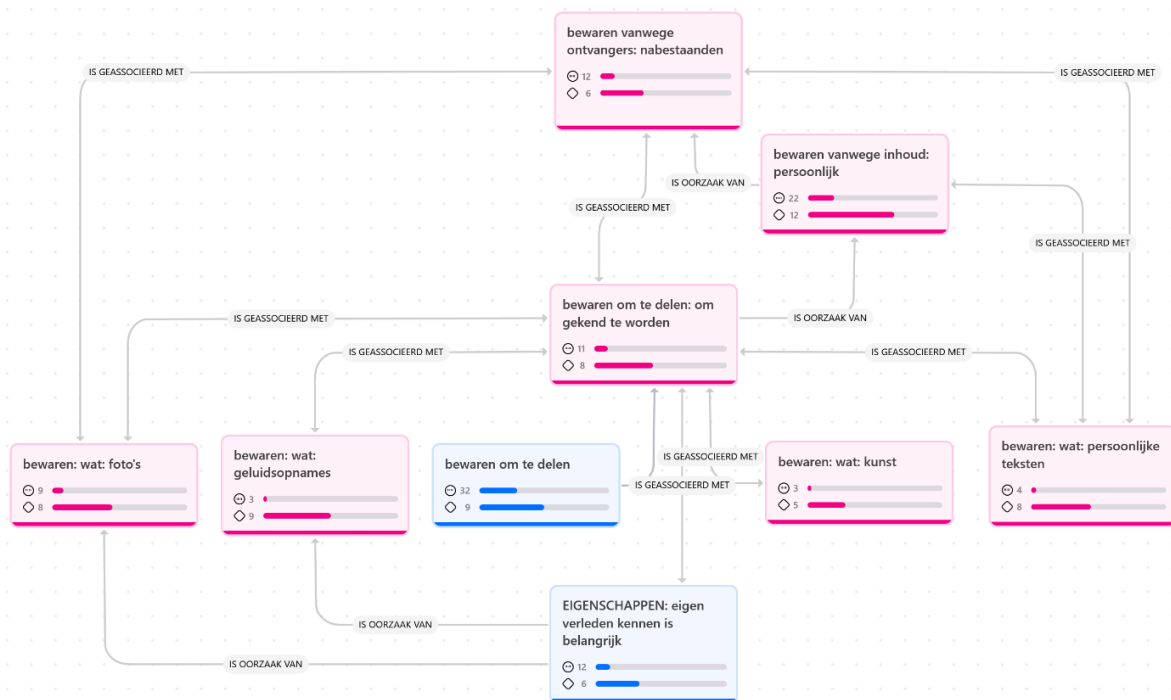 bewaren vanwege
ontvangers: nabestaanden
12
6
IS GEASSOCIEERD MET
IS GEASSOCIEERD MET
bewaren vanwege inhoud:
persoonlijk
22
12
IS OORZAAK VAN
IS GEASSOCIEERD MET
IS GEASSOCIEERD MET
bewaren om te delen: om
gekend te worden
11
8
IS GEASSOCIEERD MET
IS OORZAAK VAN
IS GEASSOCIEERD MET
IS GEASSOCIEERD MET
bewaren: wat: foto's
9
8
bewaren: wat:
geluidsopnames
3
9
bewaren om te delen
32
9
IS GEASSOCIEERD MET
IS GEASSOCIEERD MET
bewaren: wat: kunst
3
5
bewaren: wat: persoonlijke
teksten
4
8
EIGENSCHAPPEN: eigen
verleden kennen is
belangrijk
12
6
IS OORZAAK VAN
IS OORZAAK VAN